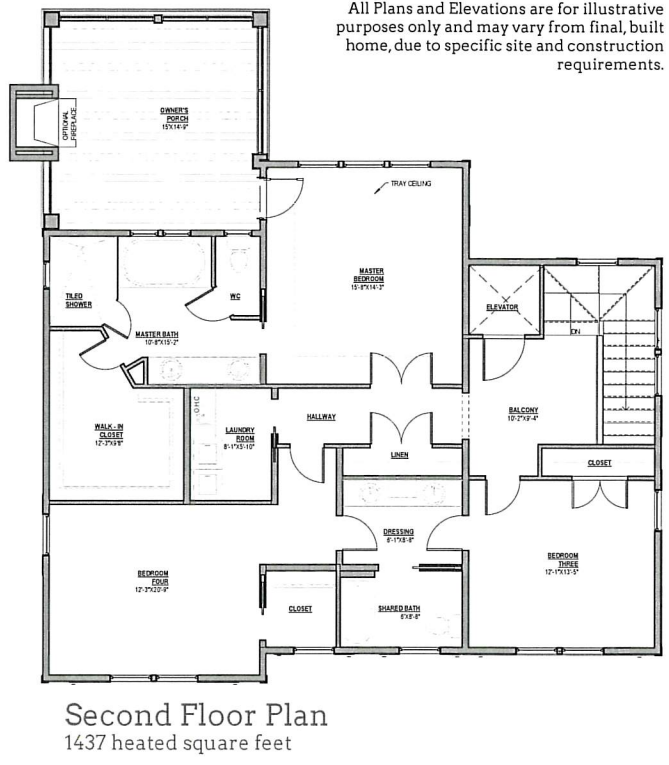 All Plans and Elevations are for illustrative
purposes only and may vary from final, built
home, due to specific site and construction
requirements.
OWNER'S
PORCH
15'X14'-9"
OPTIONAL
FIREPLACE
TRAY CEILING
MASTER
BEDROOM
15'-8"X14'-3"
TILED
SHOWER
WC
ELEVATOR
DN
MASTER BATH
10'-8"X15'-2"
WALK-IN
CLOSET
12'-3"X9'8"
LAUNDRY
ROOM
8'-1"X5'-10"
HALLWAY
BALCONY
10'-2"X9'-4"
LINEN
CLOSET
DRESSING
8'-1"X8'-8"
BEDROOM
FOUR
12'-3"X20'-9"
BEDROOM
THREE
12'-1"X13'-5"
CLOSET
SHARED BATH
6'X8'-8"
Second Floor Plan
1437 heated square feet